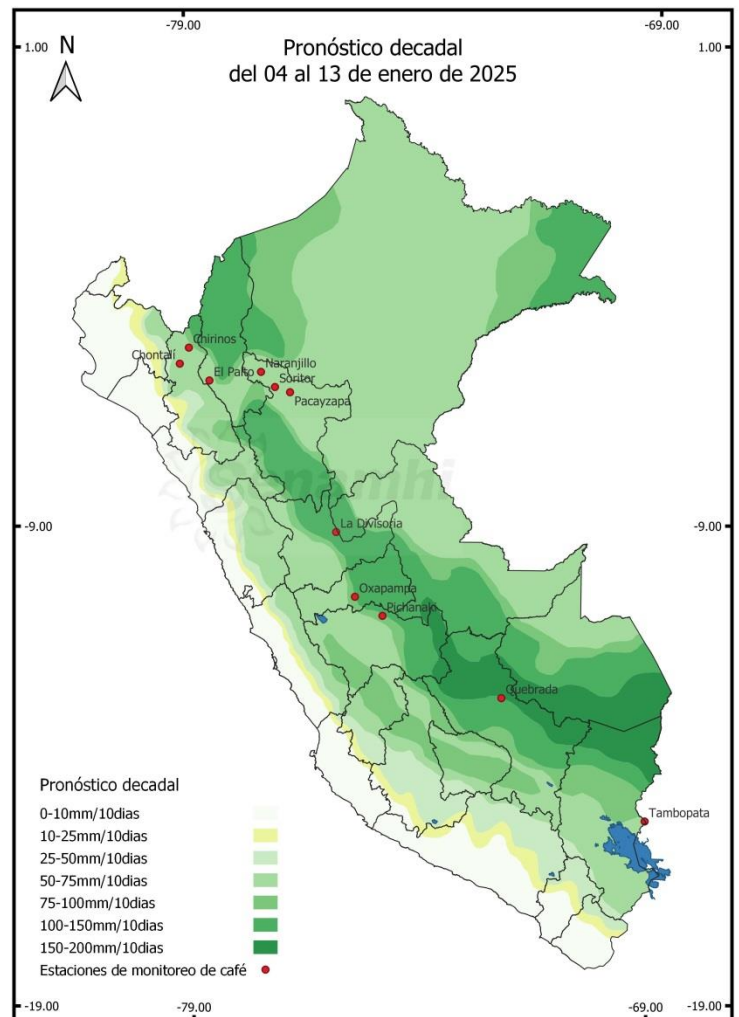 -79.00
-69.00
1.00
1.00
N
Pronóstico decadal
del 04 al 13 de enero de 2025
Chirinos
Chontalí
Naranjillo
El Palto
Soritor
Pacayzapa
Senamhi
-9.00
-9.00
La Divisoria
Oxapampa
Pichanaki
Quebrada
Tambopata
Pronóstico decadal
0-10mm/10dias
10-25mm/10dias
25-50mm/10dias
50-75mm/10dias
75-100mm/10dias
100-150mm/10dias
150-200mm/10dias
Estaciones de monitoreo de café
-19.00
-19.00
-79.00
-69.00